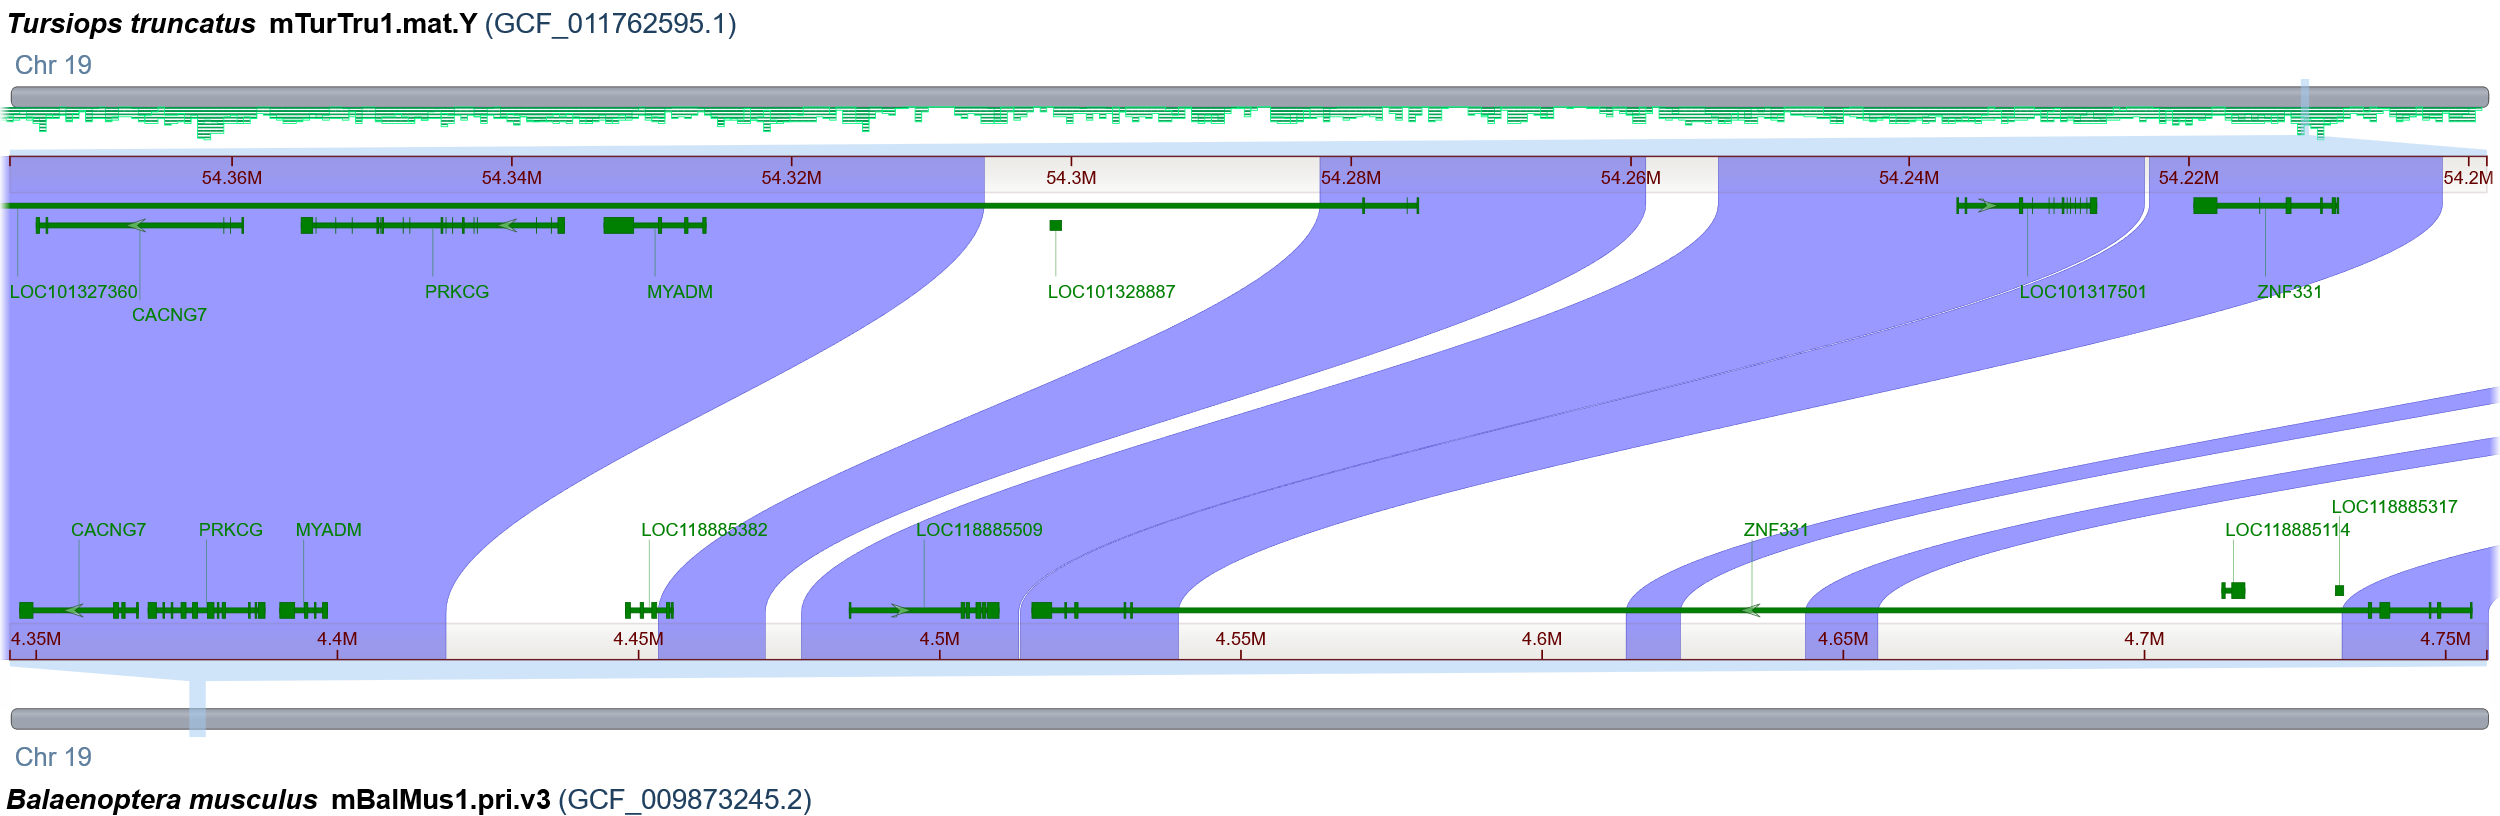 Tursiops truncatus mTurTru1.mat.Y (GCF_011762595.1)
Chr 19
54.36M 54.34M 54.32M 54.3M 54.28M 54.26M 54.24M 54.22M 54.2M
LOC101327360 PRKCG MYADM LOC101328887 LOC101317501 ZNF331
CACNG7
LOC118885317
CACNG7 PRKCG MYADM LOC118885382 LOC118885509 ZNF331 LOC118885114
4.35M 4.4M 4.45M 4.5M 4.55M 4.6M 4.65M 4.7M 4.75M
Chr 19
Balaenoptera musculus mBalMus1.pri.v3 (GCF_009873245.2)